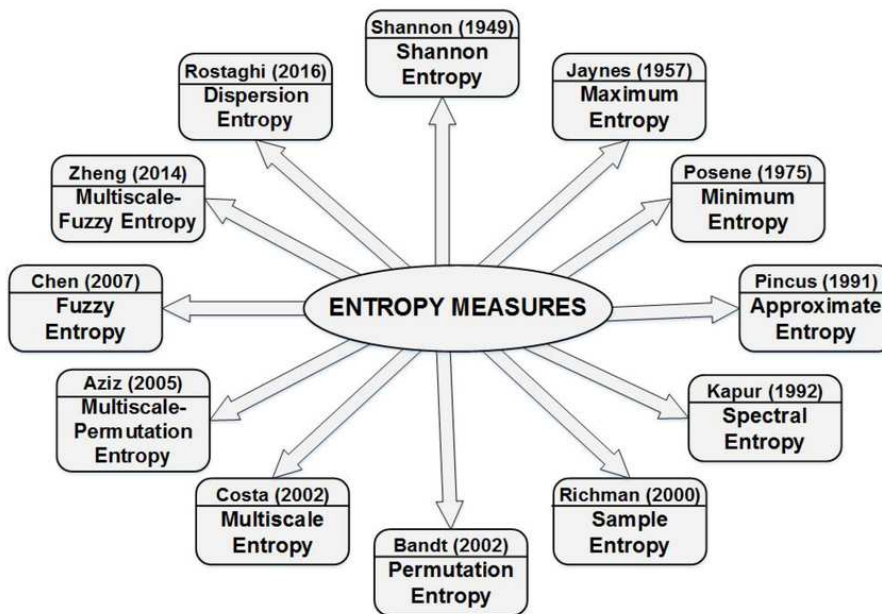 Shannon (1949)
Shannon
Entropy
Jaynes (1957)
Maximum
Entropy
Posene (1975)
Minimum
Entropy
Pincus (1991)
Approximate
Entropy
Kapur (1992)
Spectral
Entropy
Richman (2000)
Sample
Entropy
Bandt (2002)
Permutation
Entropy
Costa (2002)
Multiscale
Entropy
Aziz (2005)
Multiscale-
Permutation
Entropy
Chen (2007)
Fuzzy
Entropy
Zheng (2014)
Multiscale-
Fuzzy Entropy
Rostaghi (2016)
Dispersion
Entropy
ENTROPY MEASURES